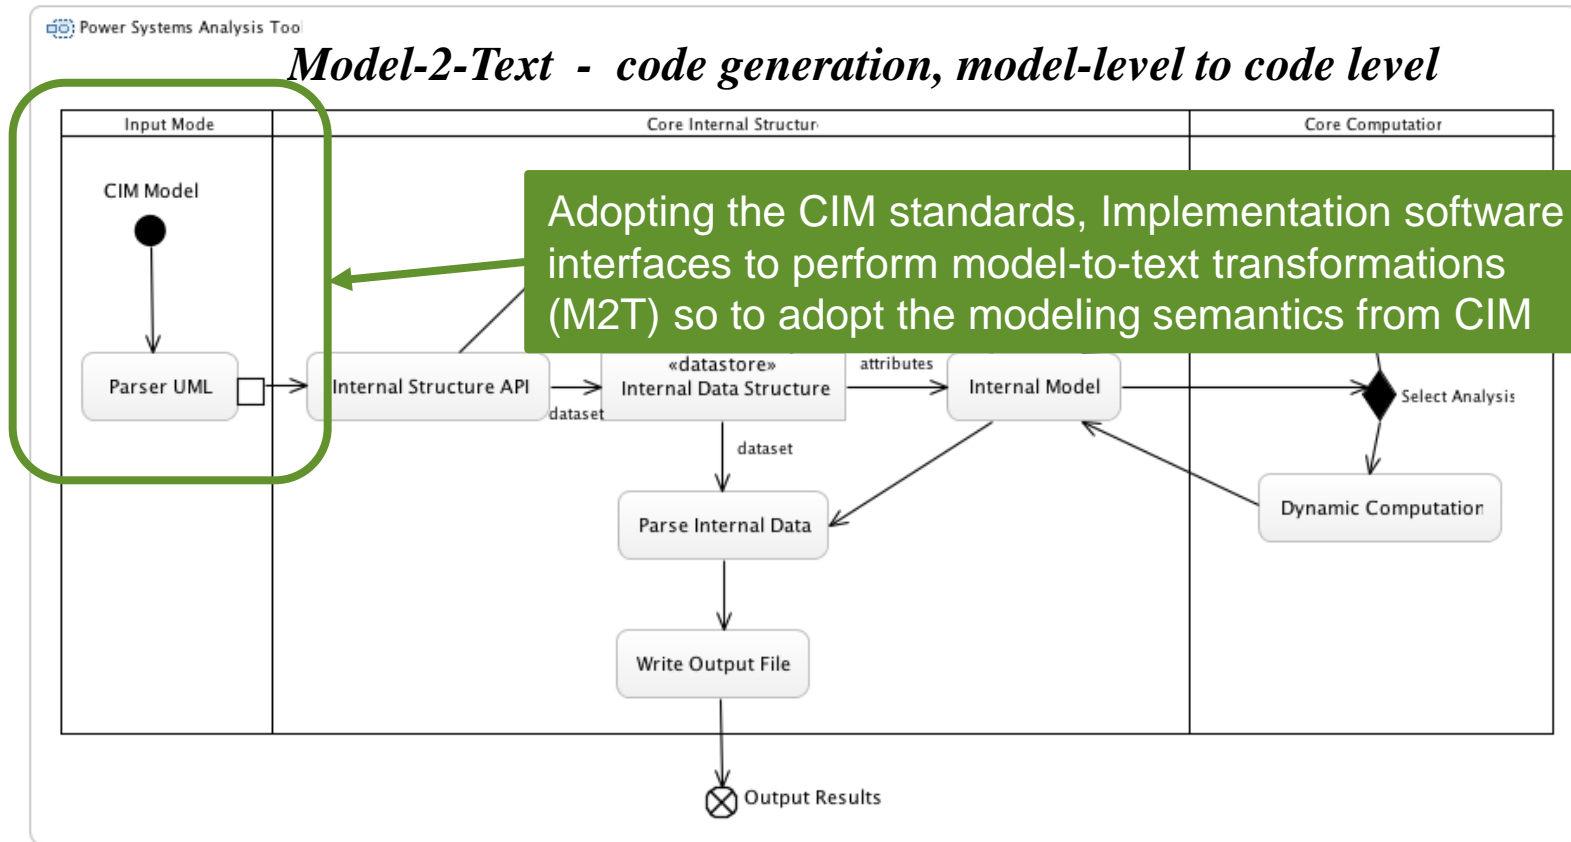 Power Systems Analysis Tool
Model-2-Text - code generation, model-level to code level
Input Mode
Core Internal Structur
Core Computation
CIM Model
Adopting the CIM standards, Implementation software
interfaces to perform model-to-text transformations
(M2T) so to adopt the modeling semantics from CIM
Parser UML
Internal Structure API
dataset
«datastore»
Internal Data Structure
attributes
Internal Model
Select Analysis
dataset
Parse Internal Data
Dynamic Computation
Write Output File
Output Results